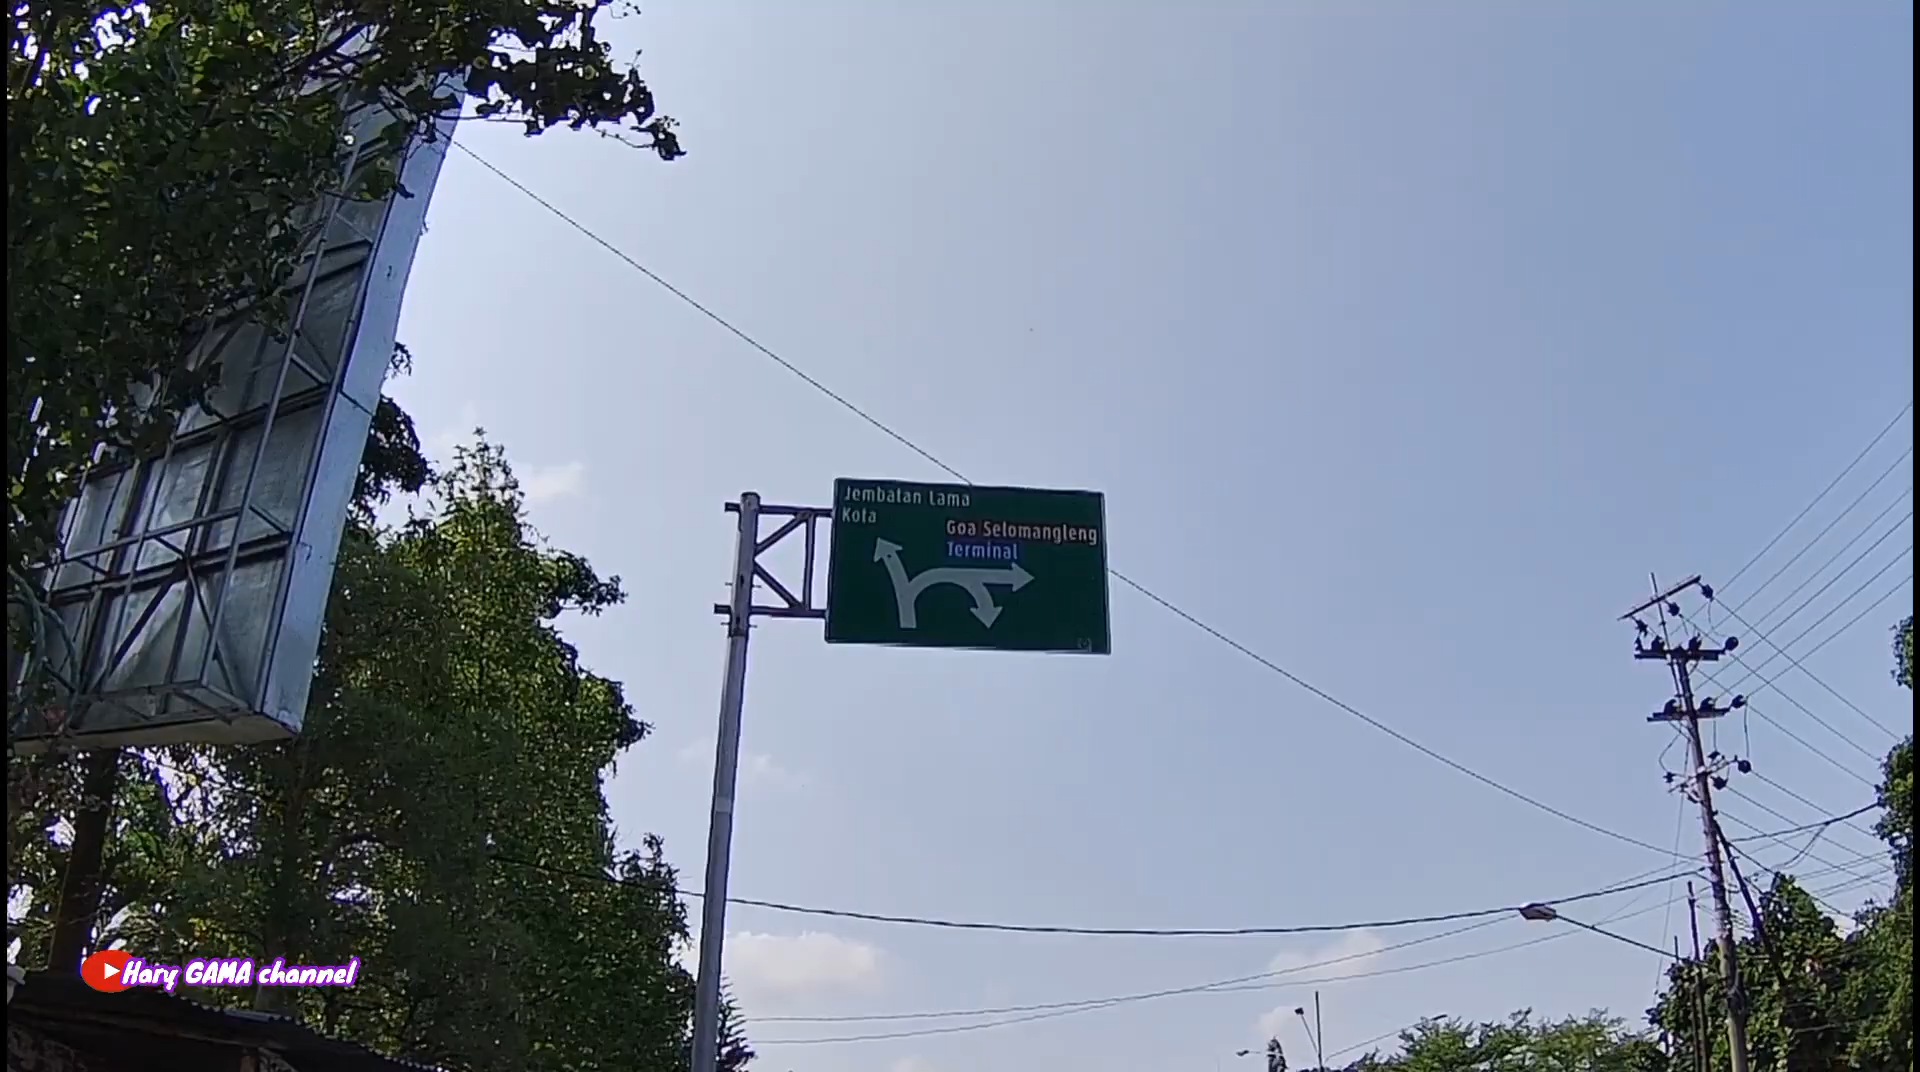 Jembatan Lama
Kota
Goa Selomangleng
Terminal
Hary GAMA channel